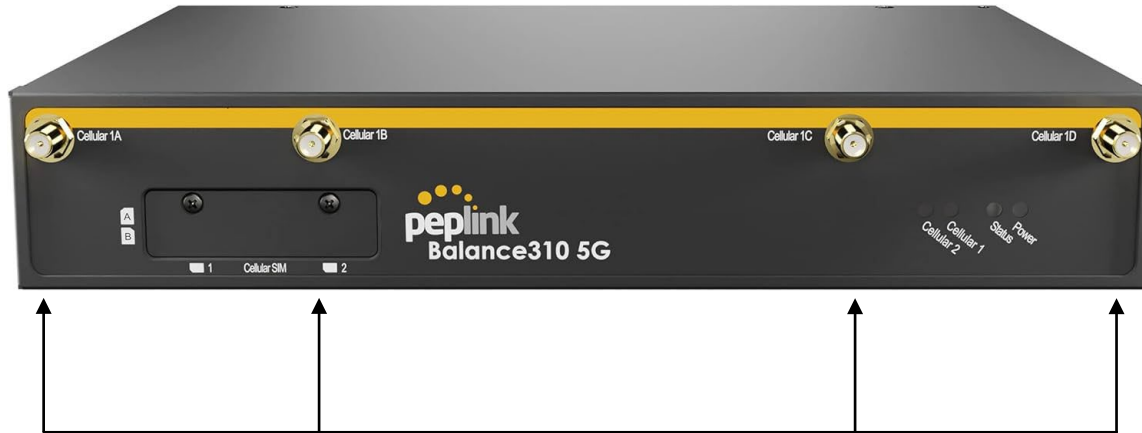 Cellular 1A
Cellular 1B
Cellular 1C
Cellular 1D
A
B
peplink
Balance310 5G
1 Cellular SIM 2
Cellular 2
Cellular 1
Status
Power